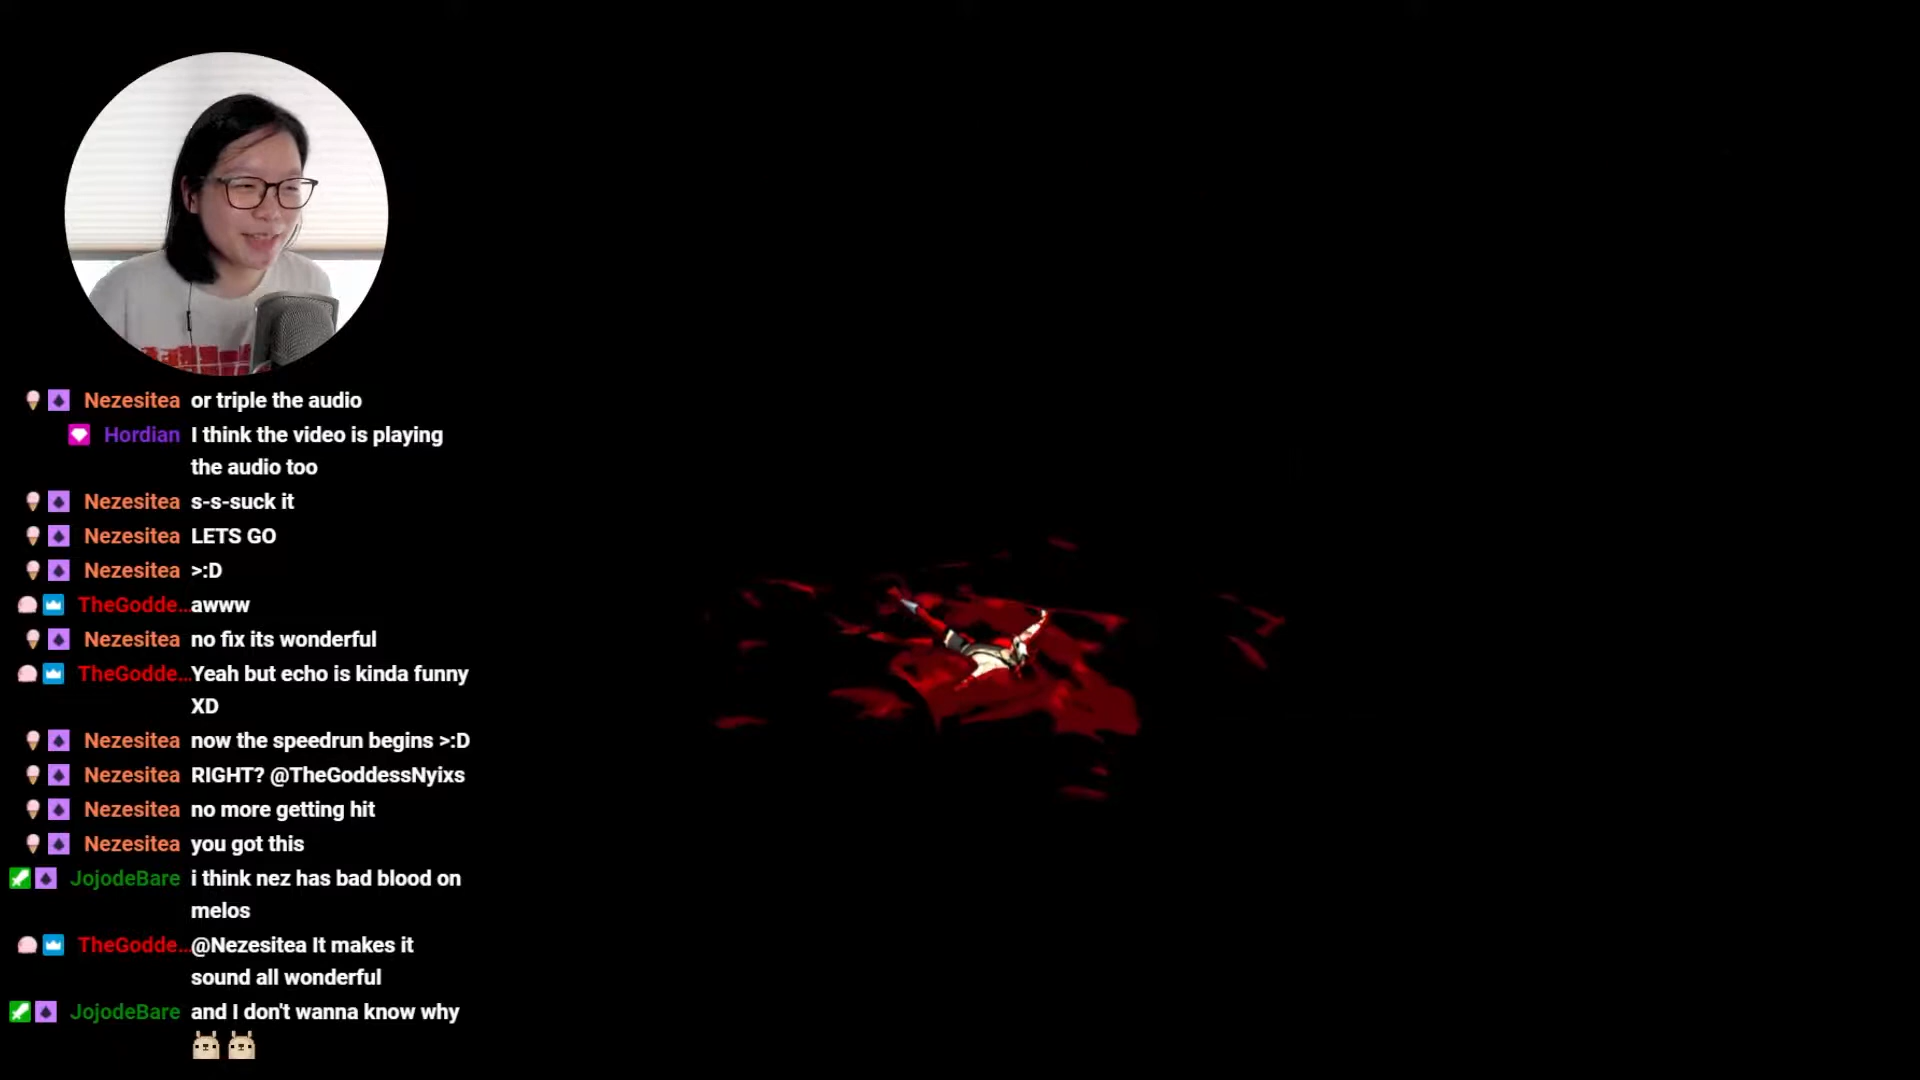 Nezesitea or triple the audio
Hordian I think the video is playing
the audio too
Nezesitea s-s-suck it
Nezesitea LETS GO
Nezesitea >:D
TheGodde... awww
Nezesitea no fix its wonderful
TheGodde... Yeah but echo is kinda funny
XD
Nezesitea now the speedrun begins >:D
Nezesitea RIGHT? @TheGoddessNyixs
Nezesitea no more getting hit
Nezesitea you got this
JojodeBare i think nez has bad blood on
melos
TheGodde... @Nezesitea It makes it
sound all wonderful
JojodeBare and I don't wanna know why